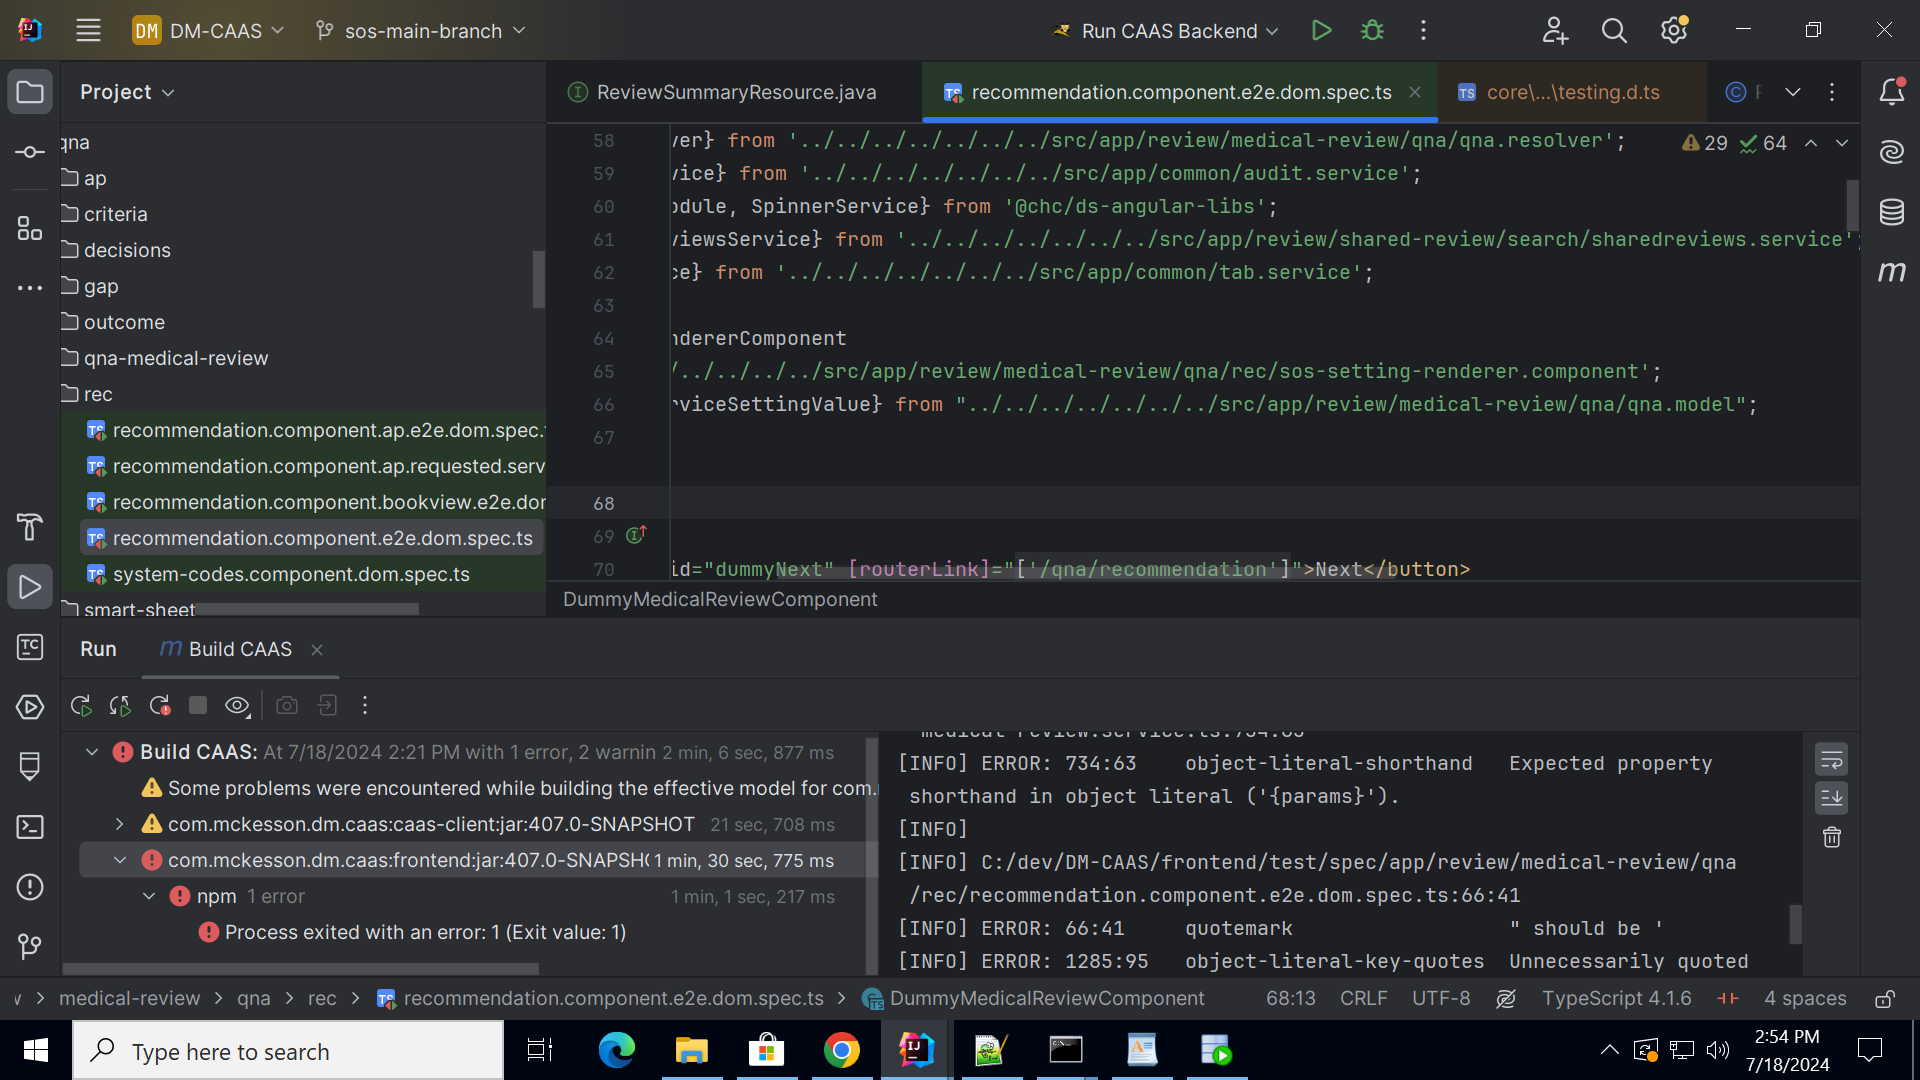 DM DM-CAAS sos-main-branch Run CAAS Backend
Project
ReviewSummaryResource.java recommendation.component.e2e.dom.spec.ts core\...\testing.d.ts
qna
ap
criteria
decisions
gap
outcome
qna-medical-review
rec
recommendation.component.ap.e2e.dom.spec.
recommendation.component.ap.requested.serv
recommendation.component.bookview.e2e.dor
recommendation.component.e2e.dom.spec.ts
system-codes.component.dom.spec.ts
smart-sheet
29 64
58 ver} from '../../../../../../../src/app/review/medical-review/qna/qna.resolver';
59 vice} from '../../../../../../../src/app/common/audit.service';
60 odule, SpinnerService} from '@chc/ds-angular-libs';
61 viewsService} from '../../../../../../../src/app/review/shared-review/search/sharedreviews.service';
62 ce} from '../../../../../../../src/app/common/tab.service';
63
64 ndererComponent
65 /../../../../src/app/review/medical-review/qna/rec/sos-setting-renderer.component';
66 rviceSettingValue} from "../../../../../../../src/app/review/medical-review/qna/qna.model";
67
68
69
70 id="dummyNext" [routerLink]="['/qna/recommendation']">Next</button>
DummyMedicalReviewComponent
Run m Build CAAS
Build CAAS: At 7/18/2024 2:21 PM with 1 error, 2 warnin 2 min, 6 sec, 877 ms
Some problems were encountered while building the effective model for com.
com.mckesson.dm.caas:caas-client:jar:407.0-SNAPSHOT 21 sec, 708 ms
com.mckesson.dm.caas:frontend:jar:407.0-SNAPSHO 1 min, 30 sec, 775 ms
npm 1 error 1 min, 1 sec, 217 ms
Process exited with an error: 1 (Exit value: 1)
medical-review.service.ts:734:63
[INFO] ERROR: 734:63 object-literal-shorthand Expected property
shorthand in object literal ('{params}').
[INFO]
[INFO] C:/dev/DM-CAAS/frontend/test/spec/app/review/medical-review/qna
/rec/recommendation.component.e2e.dom.spec.ts:66:41
[INFO] ERROR: 66:41 quotemark " should be '
[INFO] ERROR: 1285:95 object-literal-key-quotes Unnecessarily quoted
medical-review > qna > rec > recommendation.component.e2e.dom.spec.ts > DummyMedicalReviewComponent 68:13 CRLF UTF-8 TypeScript 4.1.6 4 spaces
Type here to search
2:54 PM
7/18/2024